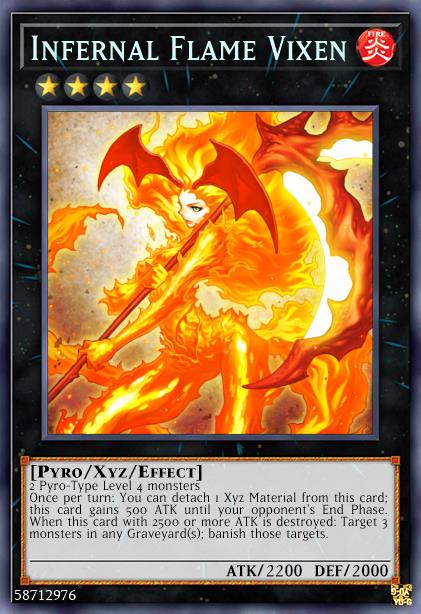 Infernal Flame Vixen
FIRE
炎
[Pyro/Xyz/Effect]
2 Pyro-Type Level 4 monsters
Once per turn: You can detach 1 Xyz Material from this card;
this card gains 500 ATK until your opponent's End Phase.
When this card with 2500 or more ATK is destroyed: Target 3
monsters in any Graveyard(s); banish those targets.
ATK/2200 DEF/2000
58712976